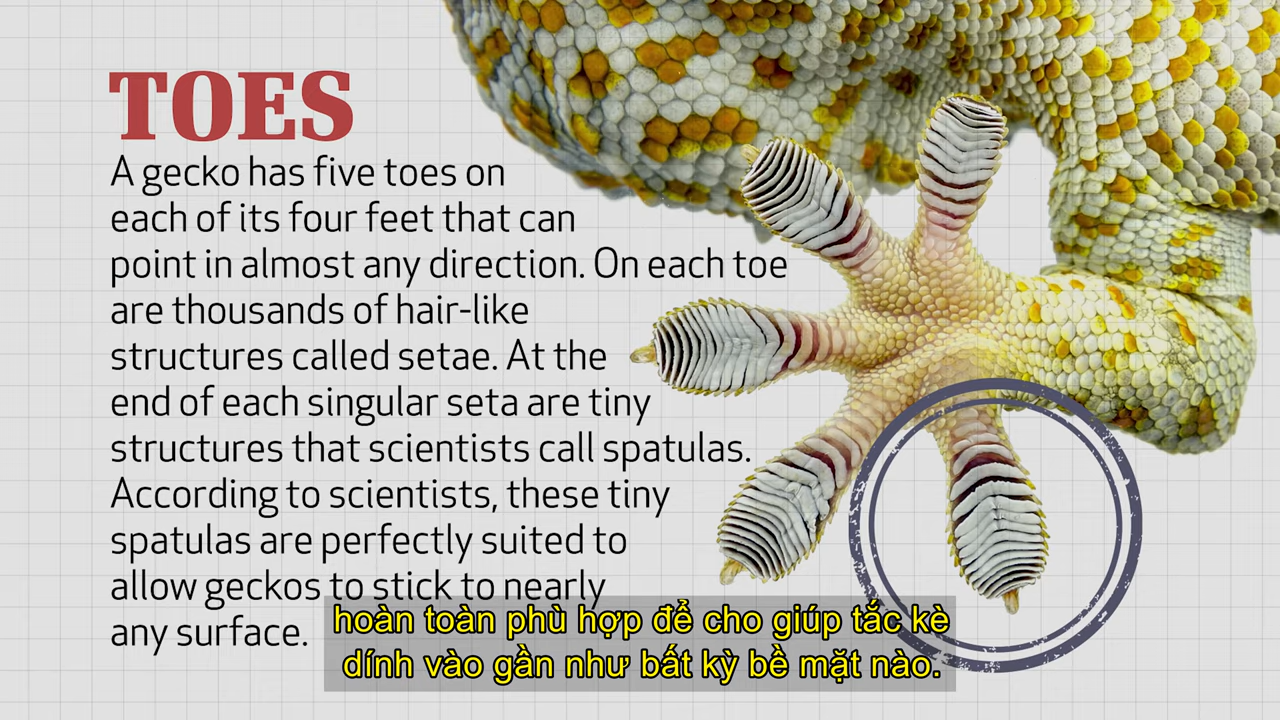 TOES
A gecko has five toes on
each of its four feet that can
point in almost any direction. On each toe
are thousands of hair-like
structures called setae. At the
end of each singular seta are tiny
structures that scientists call spatulas.
According to scientists, these tiny
spatulas are perfectly suited to
allow geckos to stick to nearly
any surface.
hoàn toàn phù hợp để cho giúp tắc kè
dính vào gần như bất kỳ bề mặt nào.